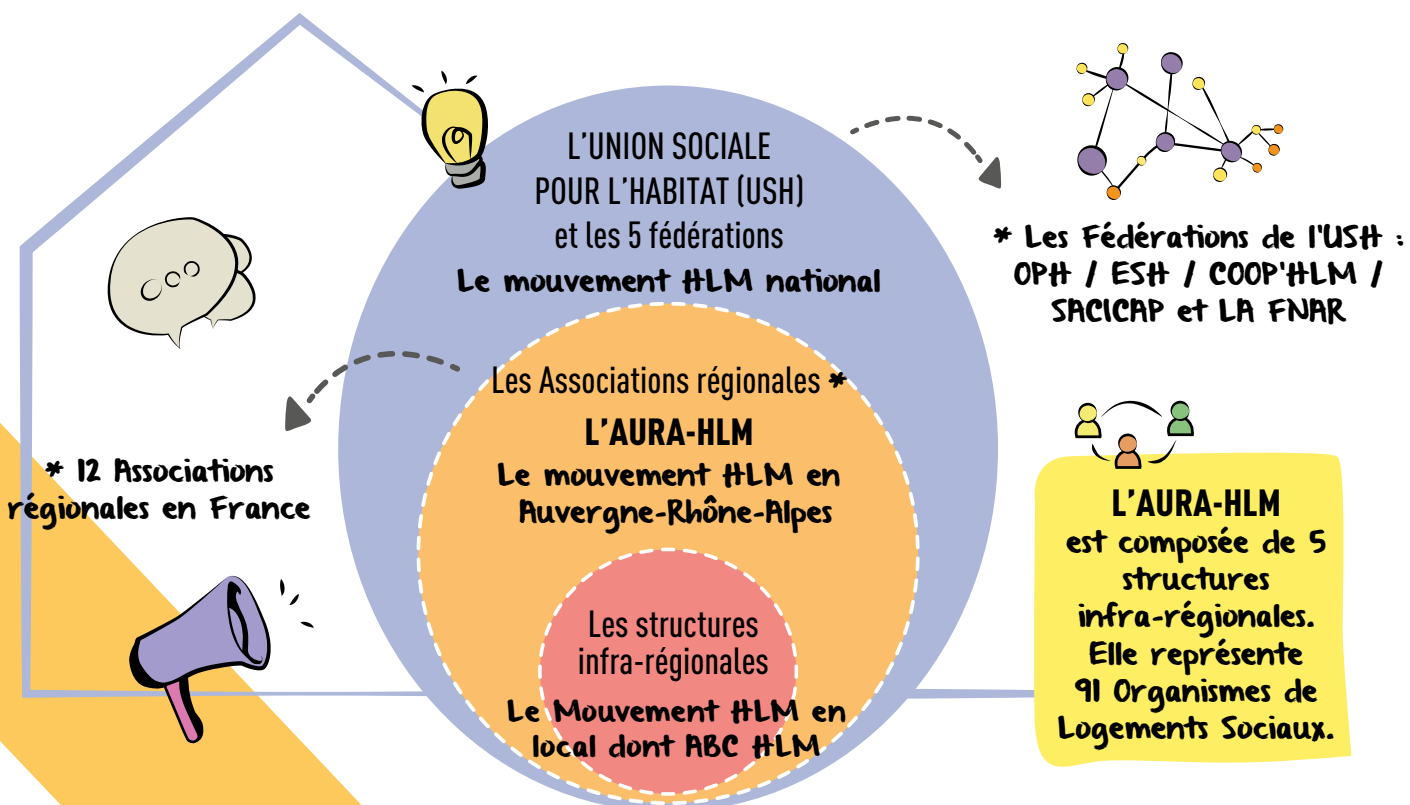 L'UNION SOCIALE
POUR L'HABITAT (USH)
et les 5 fédérations
Le mouvement HLM national
* Les Fédérations de l'USH :
OPH / ESH / COOP'HLM /
SACICAP et LA FNAR
Les Associations régionales *
L'AURA-HLM
Le mouvement HLM en
Auvergne-Rhône-Alpes
* 12 Associations
régionales en France
Les structures
infra-régionales
Le Mouvement HLM en
local dont ABC HLM
L'AURA-HLM
est composée de 5
structures
infra-régionales.
Elle représente
91 Organismes de
Logements Sociaux.